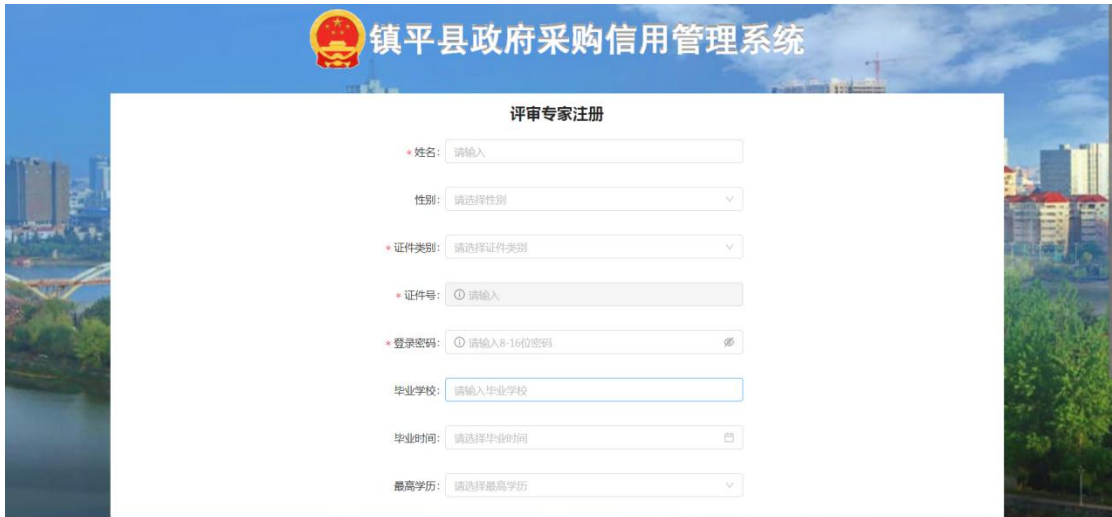 镇平县政府采购信用管理系统
评审专家注册
* 姓名： 请输入
性别： 请选择性别
* 证件类别： 请选择证件类别
* 证件号： 请输入
* 登录密码： 请输入8-16位密码
毕业学校： 请输入毕业学校
毕业时间： 请选择毕业时间
最高学历： 请选择最高学历